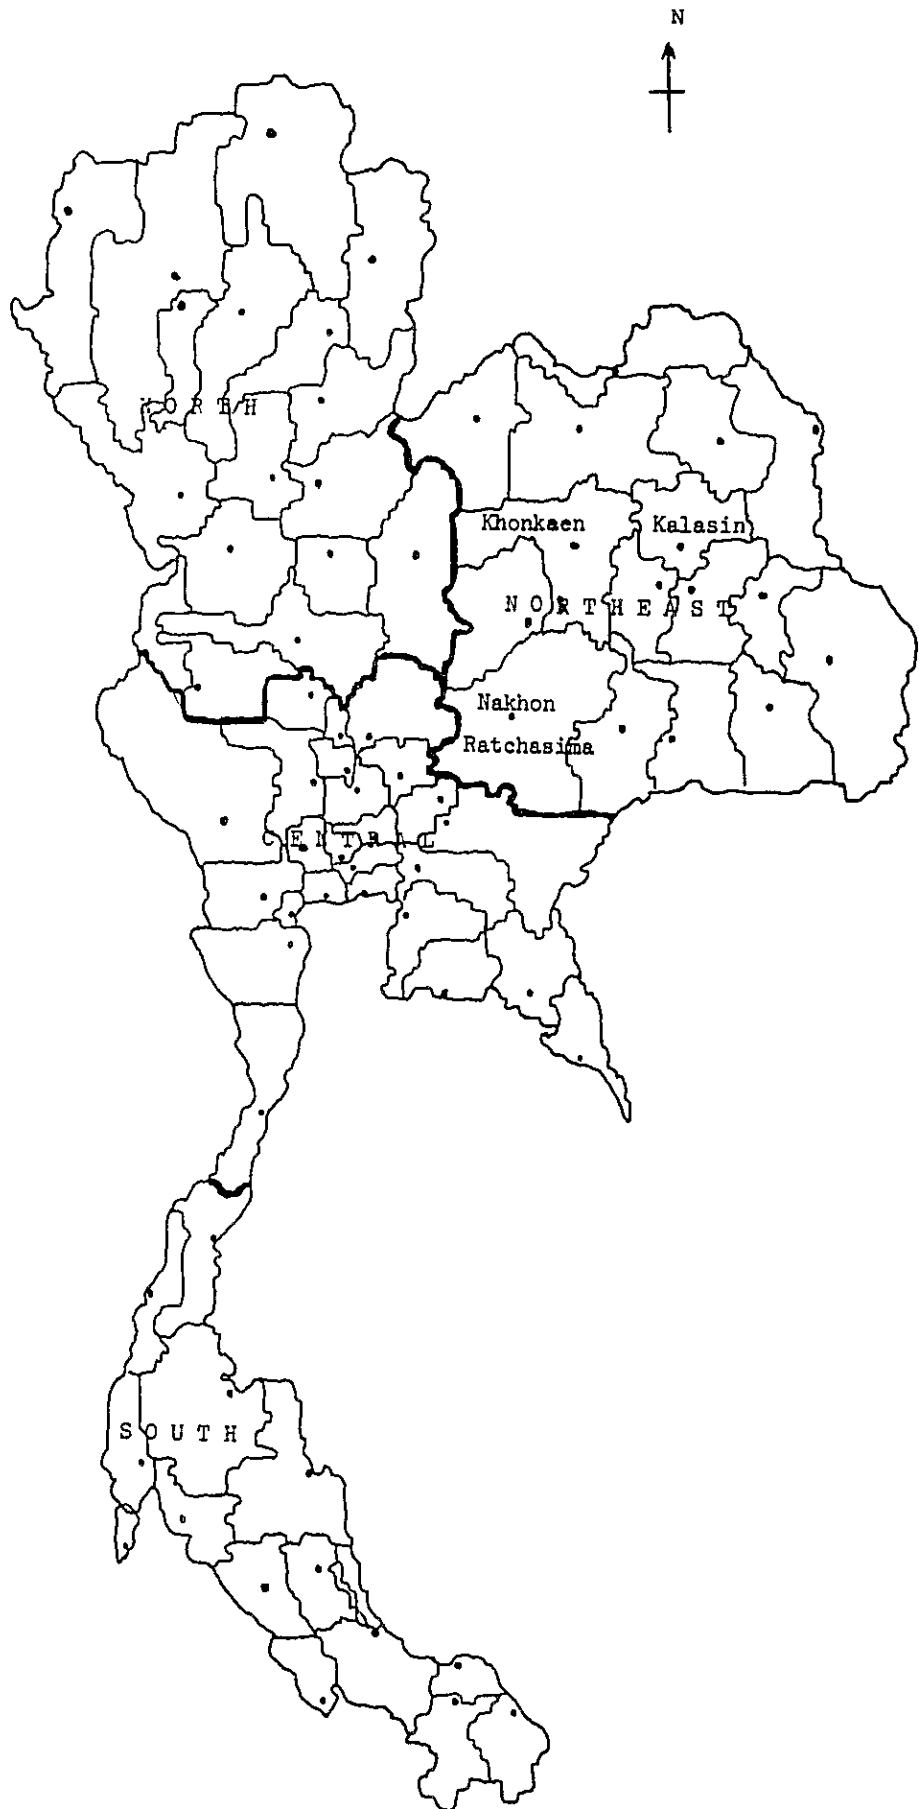 N
NORTH
Khonkaen
Kalasin
NORTHEAST
Nakhon
Ratchasima
CENTRAL
SOUTH